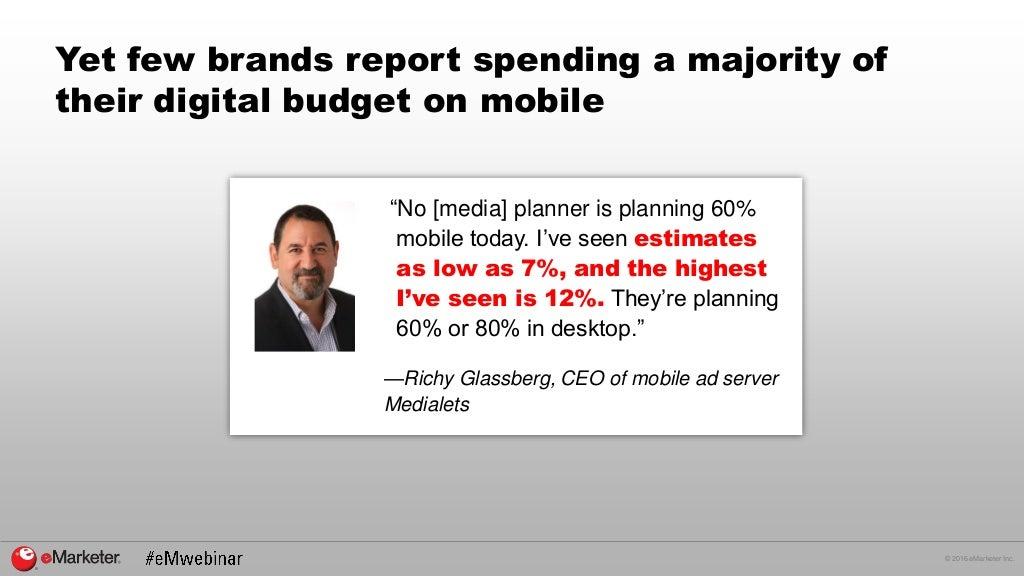 Yet few brands report spending a majority of
their digital budget on mobile
“No [media] planner is planning 60%
mobile today. I’ve seen estimates
as low as 7%, and the highest
I’ve seen is 12%. They’re planning
60% or 80% in desktop.”
—Richy Glassberg, CEO of mobile ad server
Medialets
eMarketer.
#eMwebinar
© 2016 eMarketer Inc.